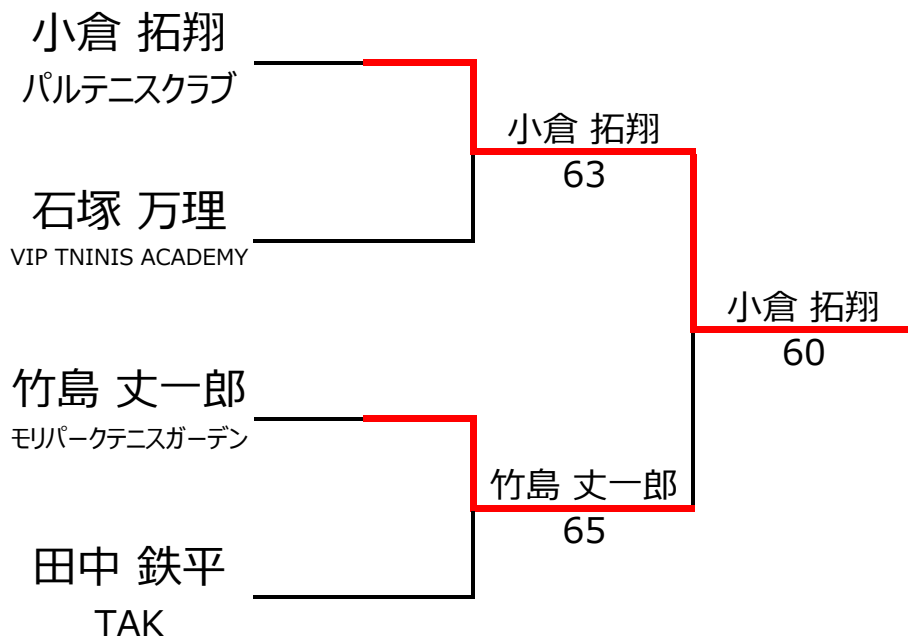 小倉 拓翔
パルテニスクラブ
小倉 拓翔
63
石塚 万理
VIP TNINIS ACADEMY
小倉 拓翔
60
竹島 丈一郎
モリパークテニスガーデン
竹島 丈一郎
65
田中 鉄平
TAK